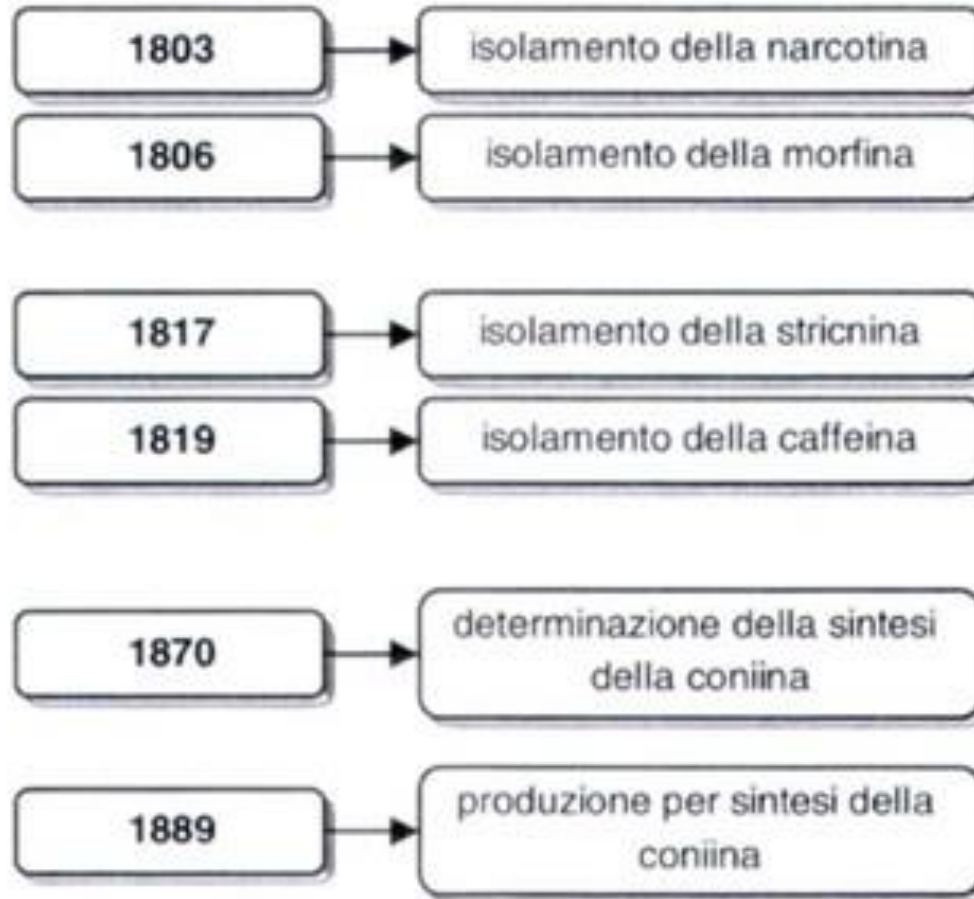 1803
isolamento della narcotina
1806
isolamento della morfina
1817
isolamento della stricnina
1819
isolamento della caffeina
1870
determinazione della sintesi
della coniina
1889
produzione per sintesi della
coniina